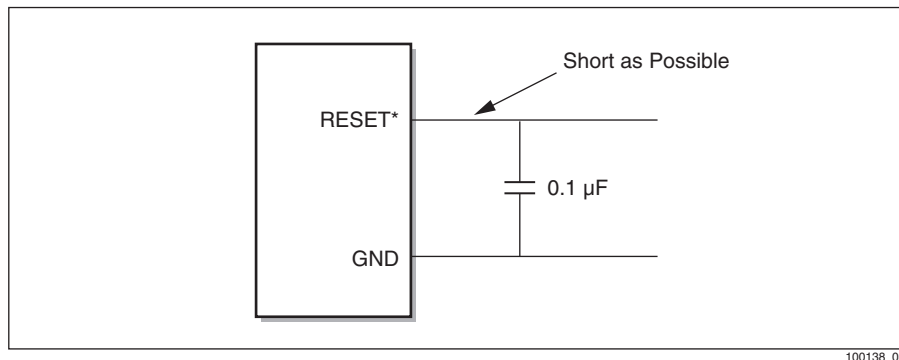 Short as Possible
RESET*
0.1 µF
GND